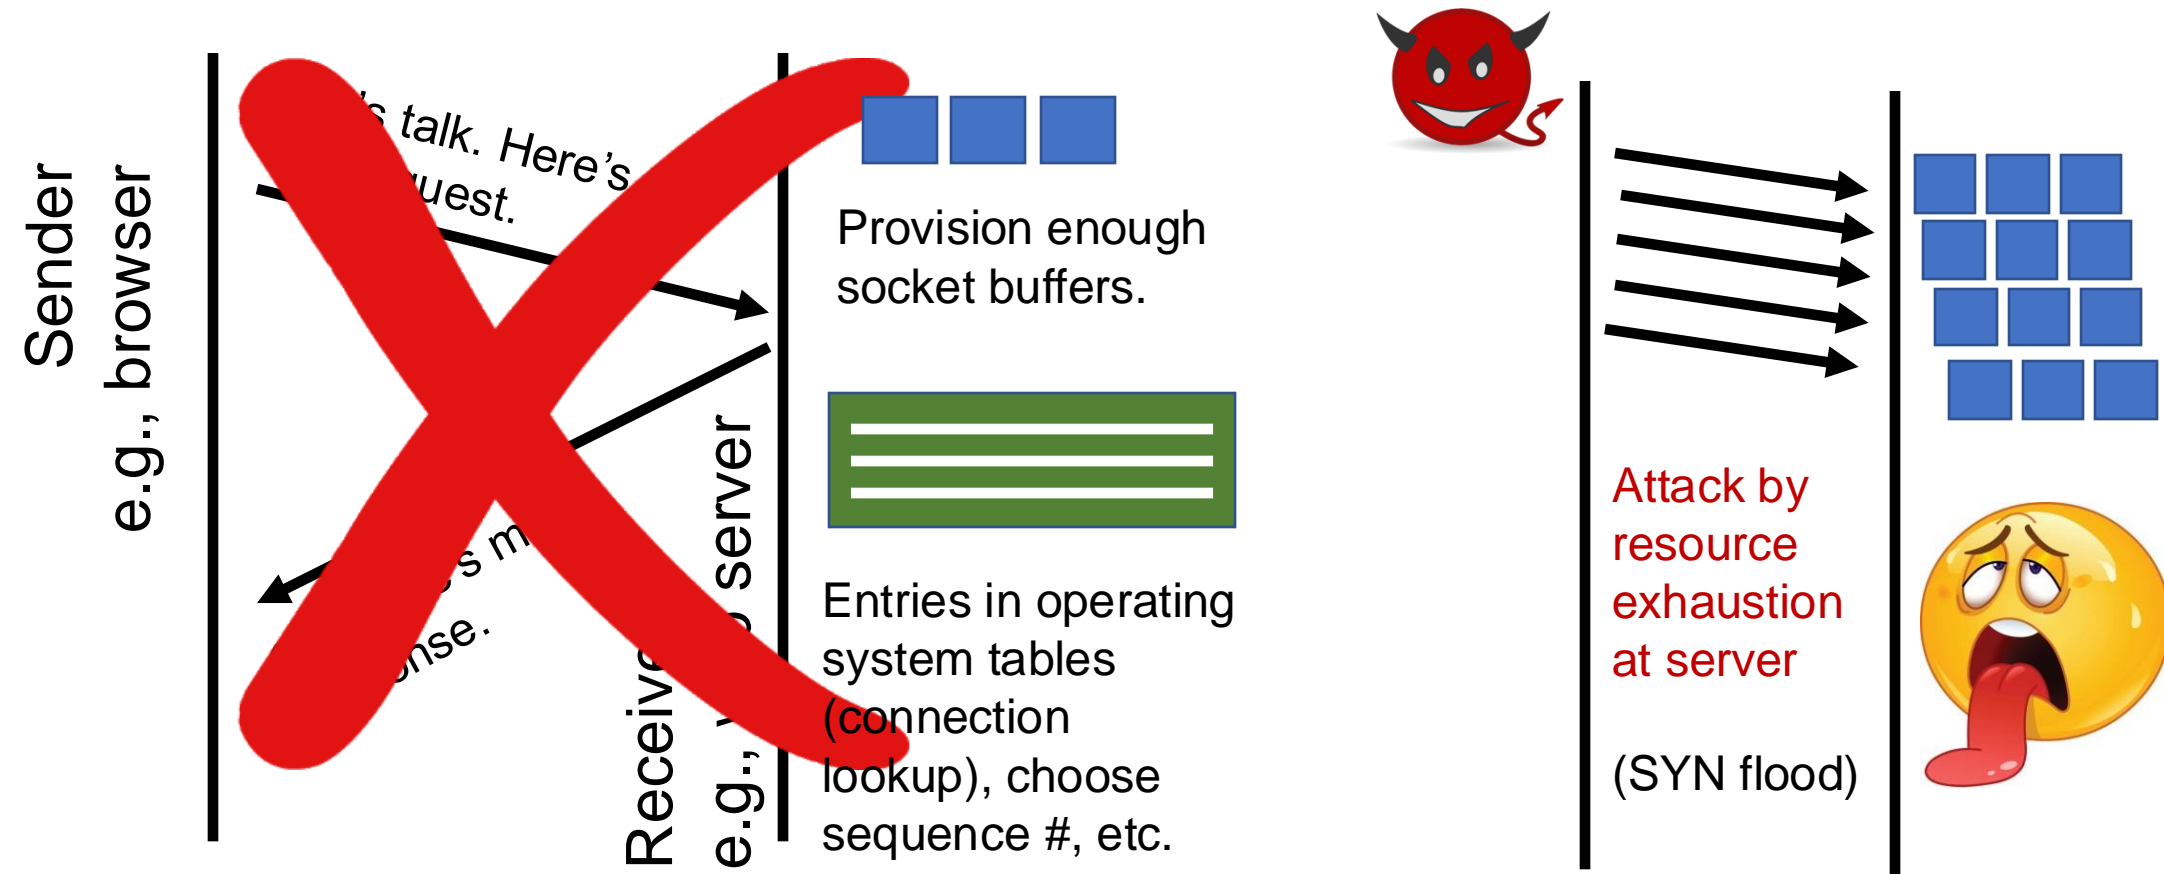 Sender
e.g., browser
’s talk. Here’s
uest.
’s m
onse.
Receive
e.g., server
Provision enough
socket buffers.
Entries in operating
system tables
(connection
lookup), choose
sequence #, etc.
Attack by
resource
exhaustion
at server
(SYN flood)